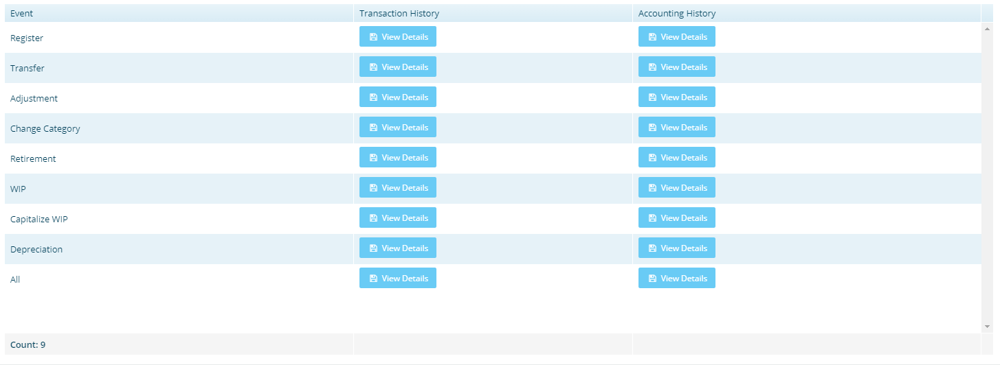 Event Transaction History Accounting History
Register View Details View Details
Transfer View Details View Details
Adjustment View Details View Details
Change Category View Details View Details
Retirement View Details View Details
WIP View Details View Details
Capitalize WIP View Details View Details
Depreciation View Details View Details
All View Details View Details
Count: 9